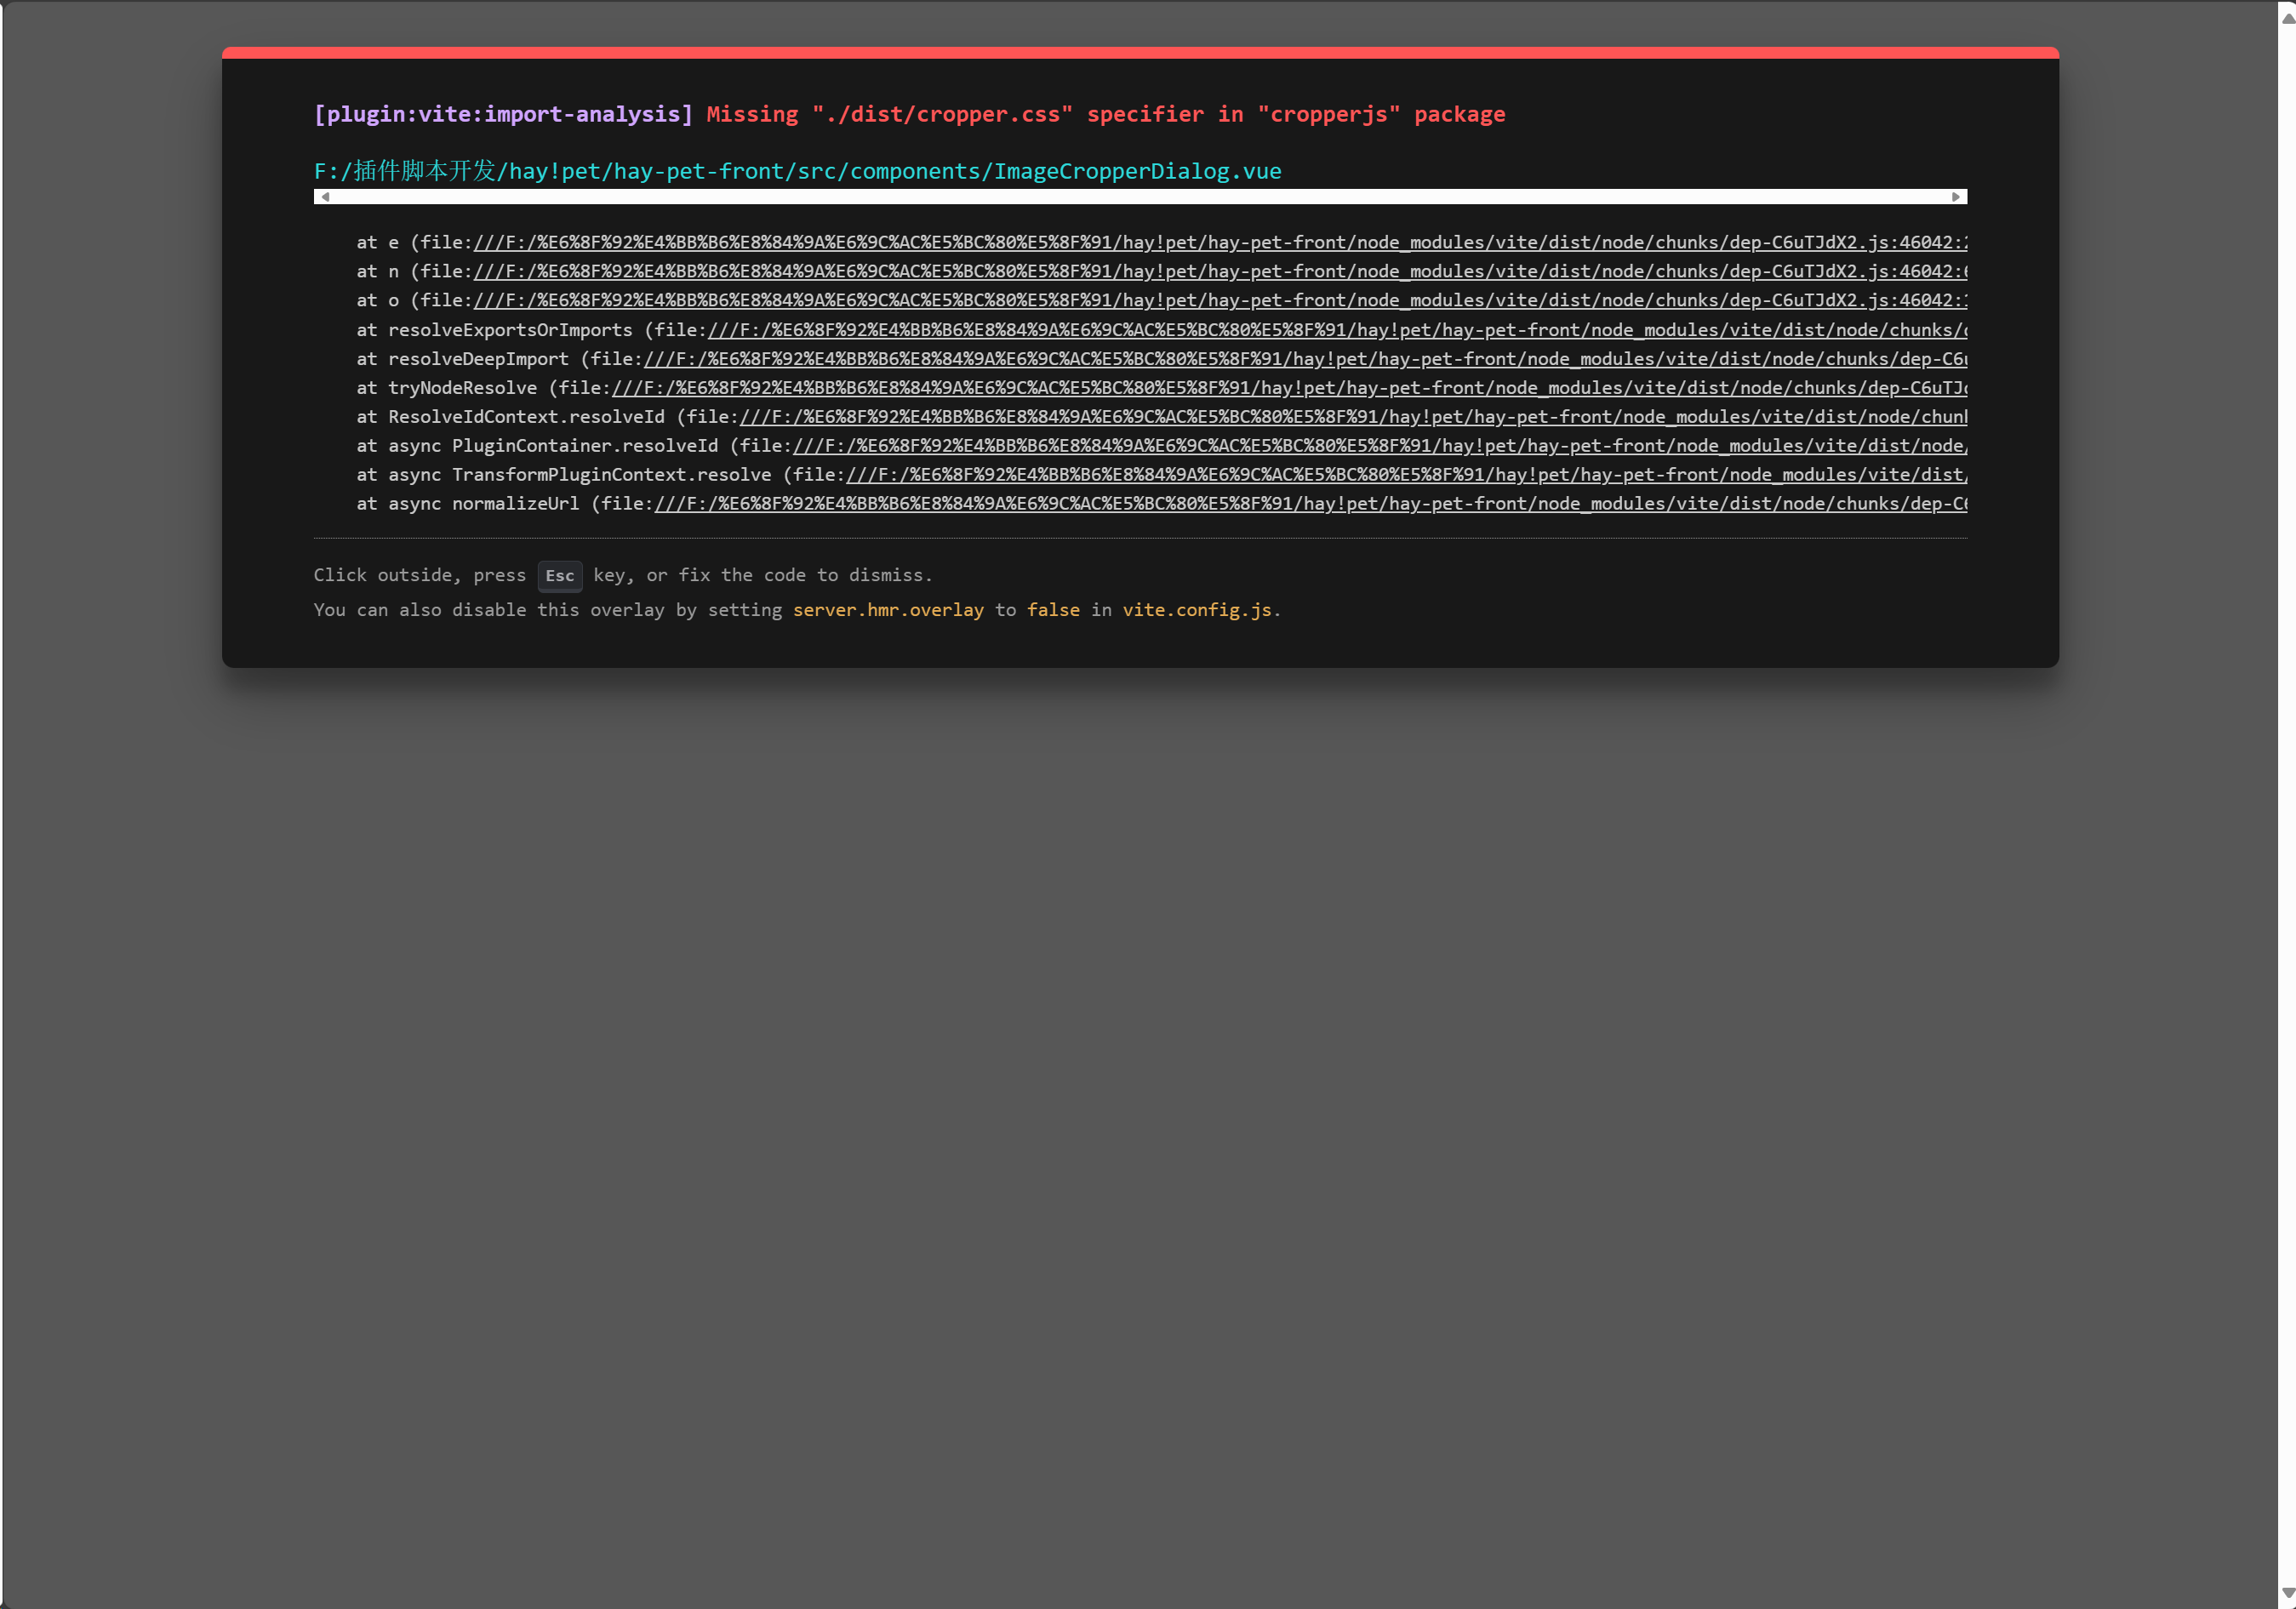 [plugin:vite:import-analysis] Missing "./dist/cropper.css" specifier in "cropperjs" package
F:/插件脚本开发/hay!pet/hay-pet-front/src/components/ImageCropperDialog.vue
at e (file:///F:/%E6%8F%92%E4%BB%B6%E8%84%9A%E6%9C%AC%E5%BC%80%E5%8F%91/hay!pet/hay-pet-front/node_modules/vite/dist/node/chunks/dep-C6uTJdX2.js:46042:2
at n (file:///F:/%E6%8F%92%E4%BB%B6%E8%84%9A%E6%9C%AC%E5%BC%80%E5%8F%91/hay!pet/hay-pet-front/node_modules/vite/dist/node/chunks/dep-C6uTJdX2.js:46042:6
at o (file:///F:/%E6%8F%92%E4%BB%B6%E8%84%9A%E6%9C%AC%E5%BC%80%E5%8F%91/hay!pet/hay-pet-front/node_modules/vite/dist/node/chunks/dep-C6uTJdX2.js:46042:1
at resolveExportsOrImports (file:///F:/%E6%8F%92%E4%BB%B6%E8%84%9A%E6%9C%AC%E5%BC%80%E5%8F%91/hay!pet/hay-pet-front/node_modules/vite/dist/node/chunks/
at resolveDeepImport (file:///F:/%E6%8F%92%E4%BB%B6%E8%84%9A%E6%9C%AC%E5%BC%80%E5%8F%91/hay!pet/hay-pet-front/node_modules/vite/dist/node/chunks/dep-C6
at tryNodeResolve (file:///F:/%E6%8F%92%E4%BB%B6%E8%84%9A%E6%9C%AC%E5%BC%80%E5%8F%91/hay!pet/hay-pet-front/node_modules/vite/dist/node/chunks/dep-C6uTJ
at ResolveIdContext.resolveId (file:///F:/%E6%8F%92%E4%BB%B6%E8%84%9A%E6%9C%AC%E5%BC%80%E5%8F%91/hay!pet/hay-pet-front/node_modules/vite/dist/node/chun
at async PluginContainer.resolveId (file:///F:/%E6%8F%92%E4%BB%B6%E8%84%9A%E6%9C%AC%E5%BC%80%E5%8F%91/hay!pet/hay-pet-front/node_modules/vite/dist/node/
at async TransformPluginContext.resolve (file:///F:/%E6%8F%92%E4%BB%B6%E8%84%9A%E6%9C%AC%E5%BC%80%E5%8F%91/hay!pet/hay-pet-front/node_modules/vite/dist/
at async normalizeUrl (file:///F:/%E6%8F%92%E4%BB%B6%E8%84%9A%E6%9C%AC%E5%BC%80%E5%8F%91/hay!pet/hay-pet-front/node_modules/vite/dist/node/chunks/dep-C6
Click outside, press Esc key, or fix the code to dismiss.
You can also disable this overlay by setting server.hmr.overlay to false in vite.config.js.